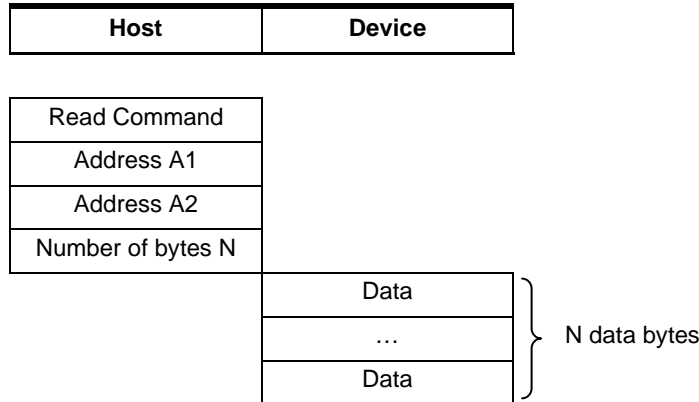 Host Device
Read Command
Address A1
Address A2
Number of bytes N
Data
…
N data bytes
Data